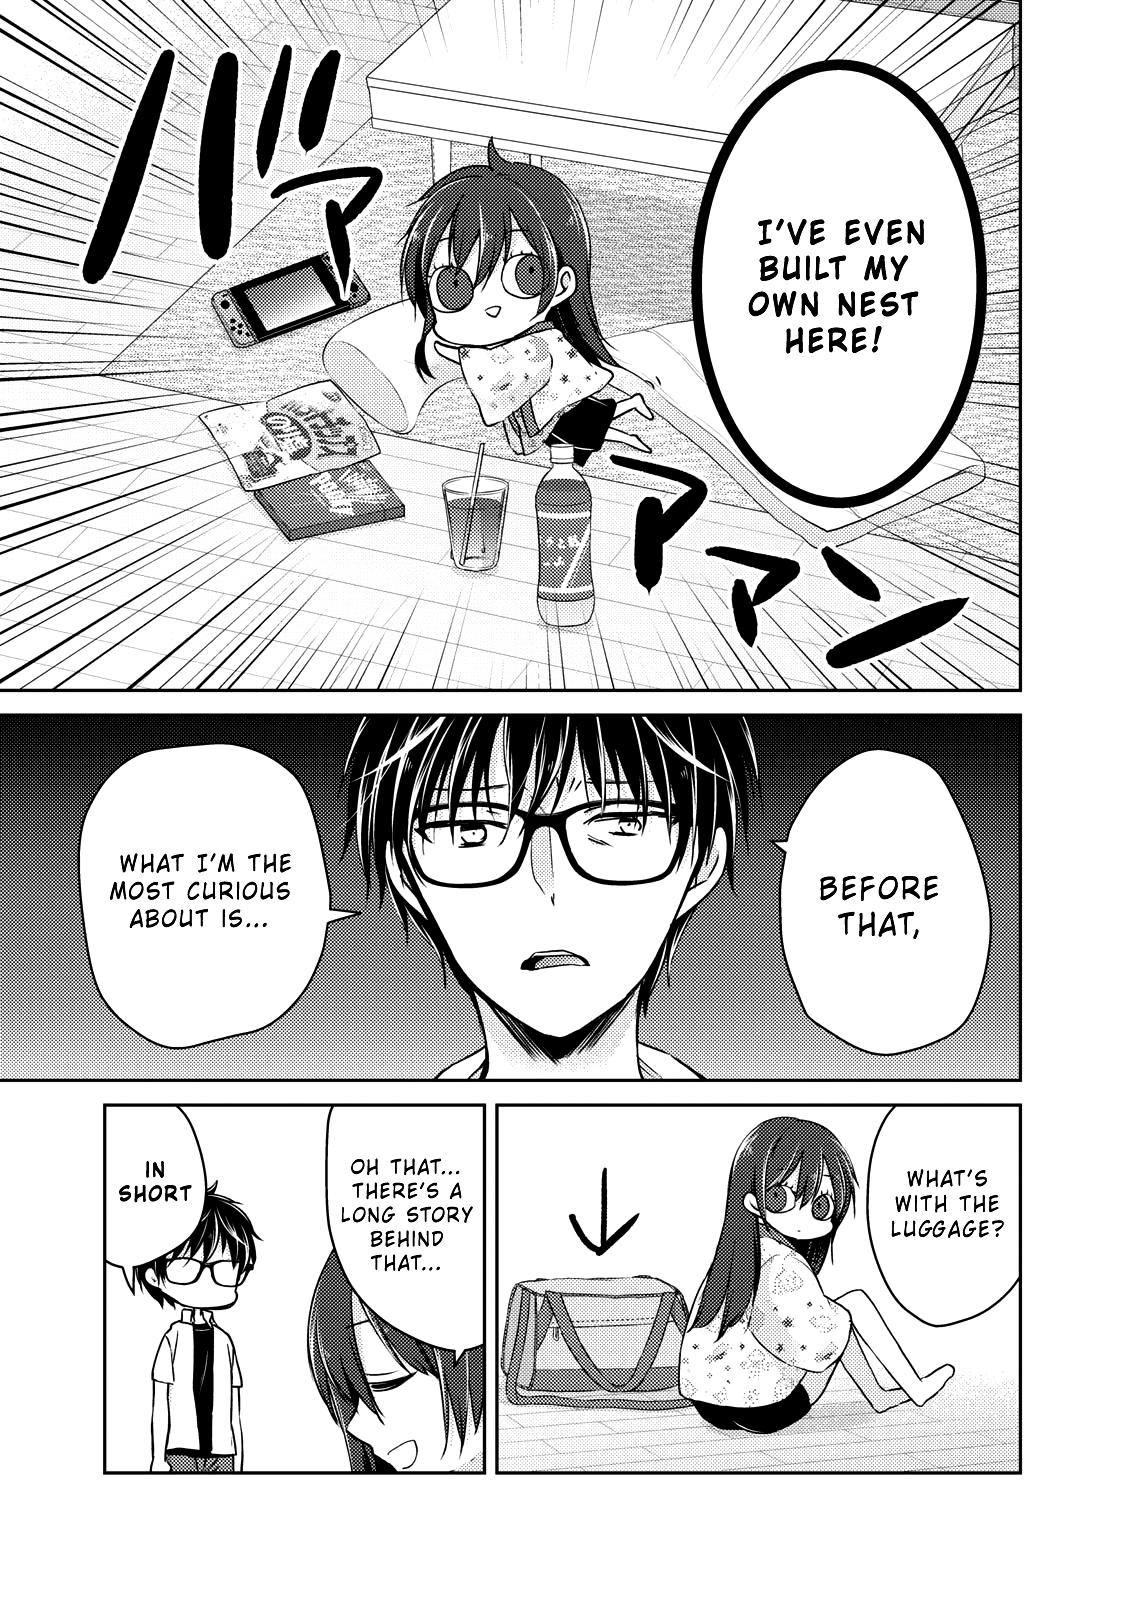 バァ
アアン
I'VE EVEN
BUILT MY
OWN NEST
HERE!
BEFORE
THAT,
WHAT I'M THE
MOST CURIOUS
ABOUT IS...
WHAT'S
WITH THE
LUGGAGE?
OH THAT...
THERE'S A
LONG STORY
BEHIND
THAT...
IN
SHORT